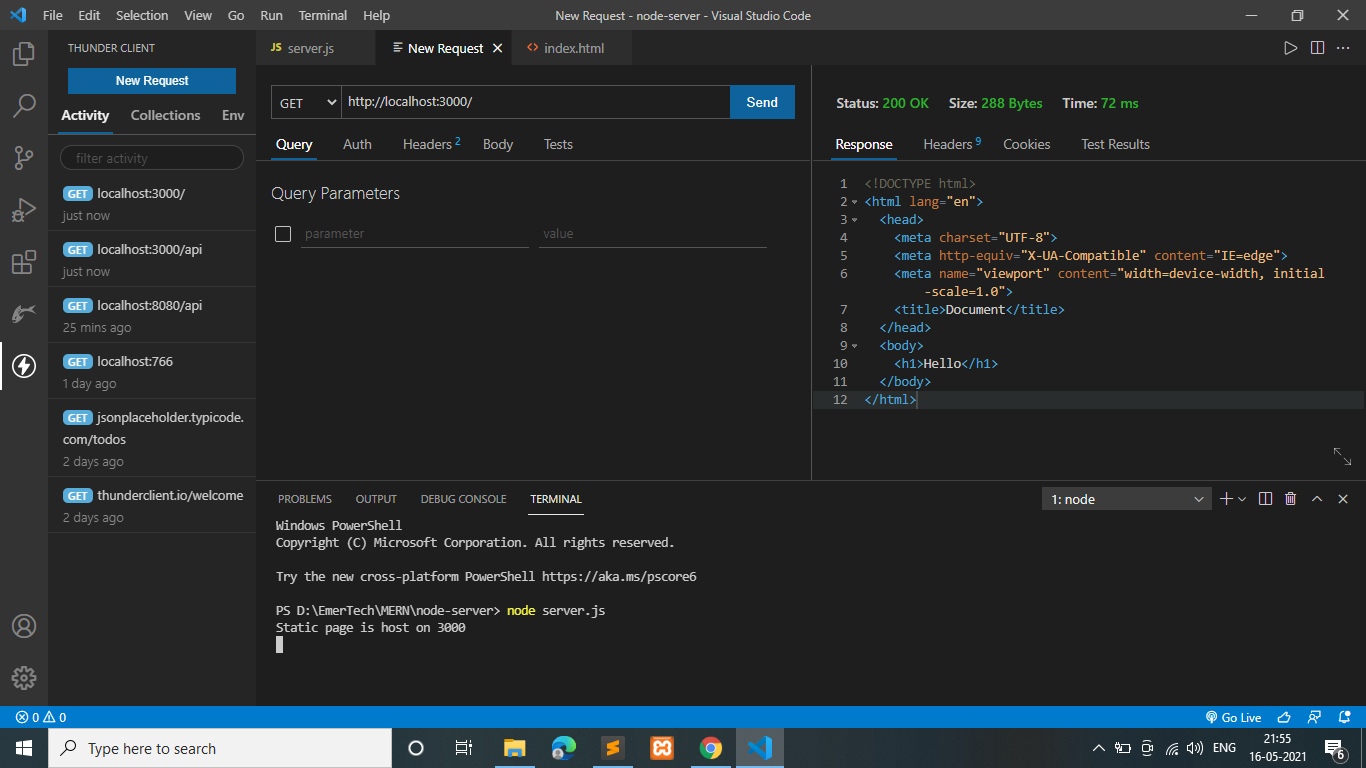 File Edit Selection View Go Run Terminal Help
New Request - node-server - Visual Studio Code
THUNDER CLIENT
New Request
Activity Collections Env
filter activity
GET localhost:3000/
just now
GET localhost:3000/api
just now
GET localhost:8080/api
25 mins ago
GET localhost:766
1 day ago
GET jsonplaceholder.typicode.
com/todos
2 days ago
GET thunderclient.io/welcome
2 days ago
JS server.js
New Request
<> index.html
GET
http://localhost:3000/
Send
Query Auth Headers 2 Body Tests
Query Parameters
parameter value
Status: 200 OK Size: 288 Bytes Time: 72 ms
Response Headers 9 Cookies Test Results
1 <!DOCTYPE html>
2 <html lang="en">
3 <head>
4 <meta charset="UTF-8">
5 <meta http-equiv="X-UA-Compatible" content="IE=edge">
6 <meta name="viewport" content="width=device-width, initial
-scale=1.0">
7 <title>Document</title>
8 </head>
9 <body>
10 <h1>Hello</h1>
11 </body>
12 </html>
PROBLEMS OUTPUT DEBUG CONSOLE TERMINAL
1: node
Windows PowerShell
Copyright (C) Microsoft Corporation. All rights reserved.
Try the new cross-platform PowerShell https://aka.ms/pscore6
PS D:\EmerTech\MERN\node-server> node server.js
Static page is host on 3000
0 0
Go Live
Type here to search
ENG
21:55
16-05-2021
6